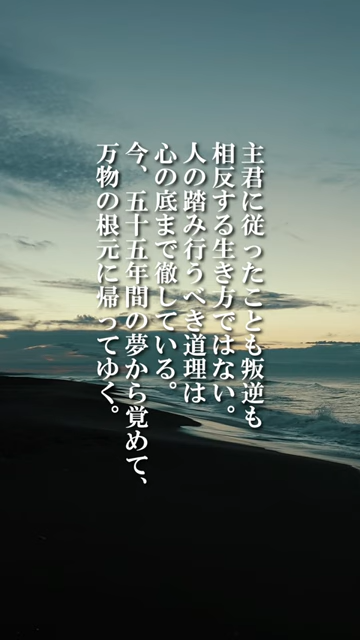 主君に従ったことも叛逆も
相反する生き方ではない。
人の踏み行うべき道理は
心の底まで徹している。
今、五十五年間の夢から覚めて、
万物の根元に帰ってゆく。